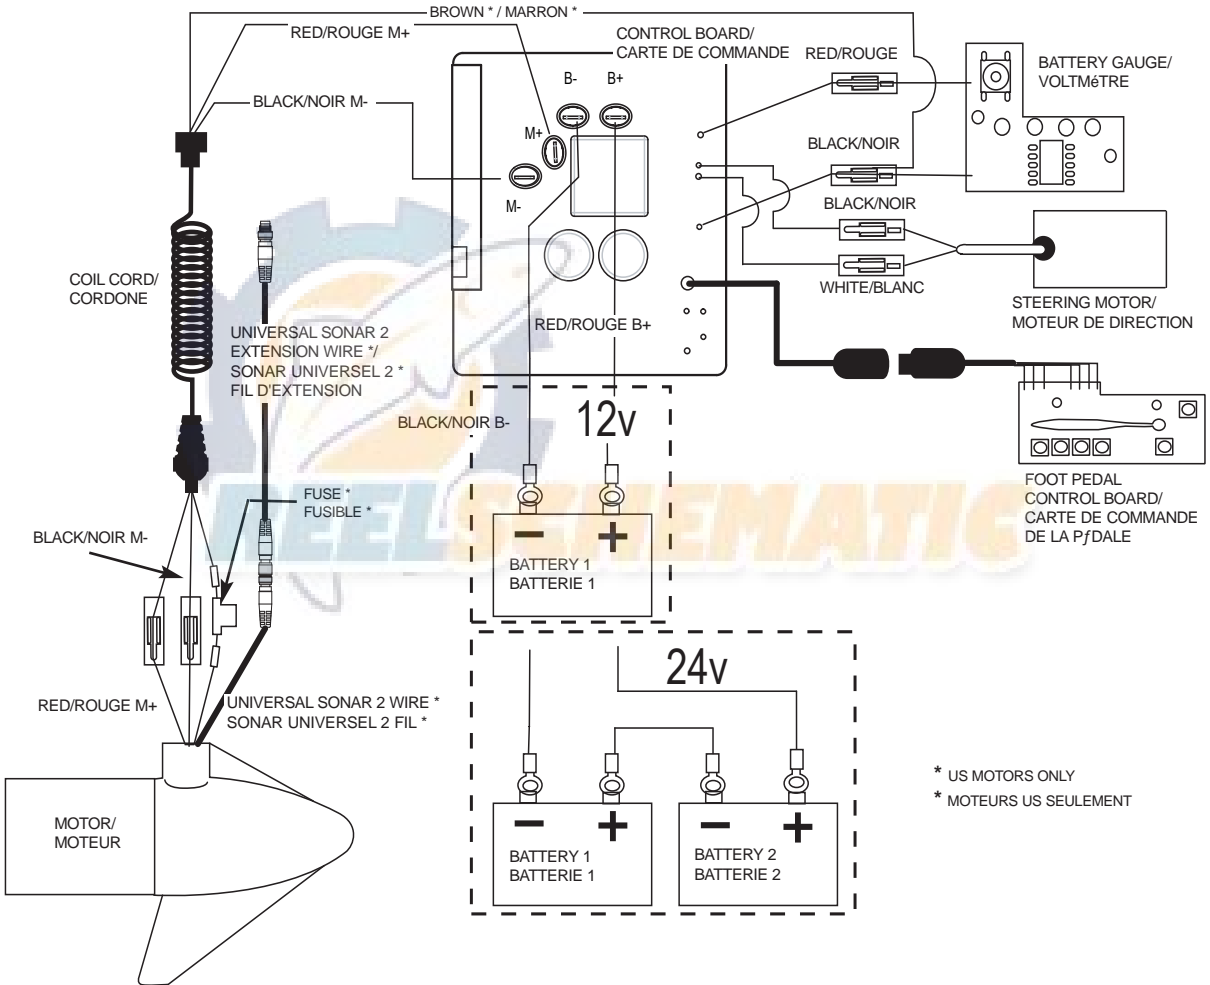 BROWN * / MARRON *
RED/ROUGE M+
CONTROL BOARD/
CARTE DE COMMANDE
RED/ROUGE
BATTERY GAUGE/
VOLTMéTRE
B-
B+
BLACK/NOIR M-
M+
BLACK/NOIR
M-
BLACK/NOIR
COIL CORD/
CORDONE
WHITE/BLANC
STEERING MOTOR/
MOTEUR DE DIRECTION
UNIVERSAL SONAR 2
EXTENSION WIRE */
SONAR UNIVERSEL 2 *
FIL D'EXTENSION
RED/ROUGE B+
BLACK/NOIR B-
12v
FOOT PEDAL
CONTROL BOARD/
CARTE DE COMMANDE
DE LA PƒDALE
FUSE *
FUSIBLE *
REELSCHEMATIC
BLACK/NOIR M-
- +
BATTERY 1
BATTERIE 1
24v
RED/ROUGE M+
UNIVERSAL SONAR 2 WIRE *
SONAR UNIVERSEL 2 FIL *
* US MOTORS ONLY
* MOTEURS US SEULEMENT
MOTOR/
MOTEUR
- +
BATTERY 1
BATTERIE 1
- +
BATTERY 2
BATTERIE 2